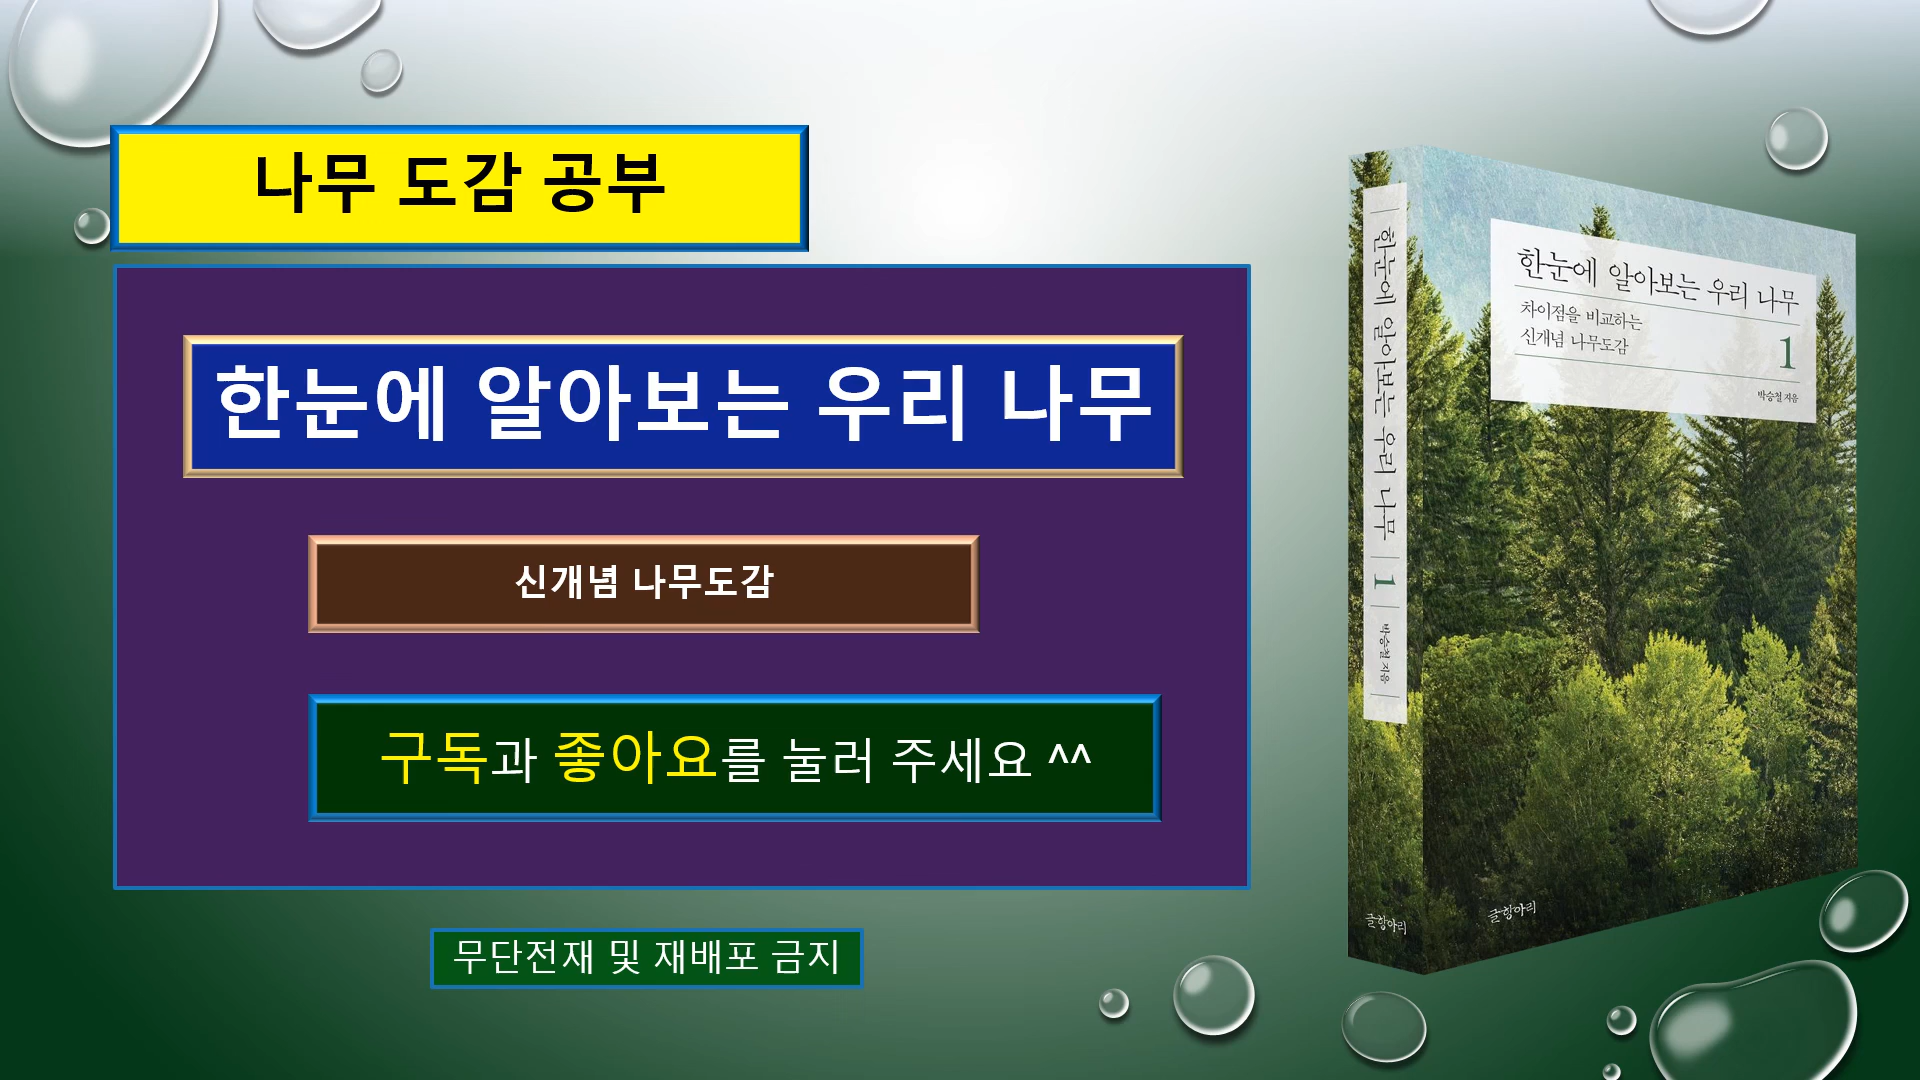 나무 도감 공부
한눈에 알아보는 우리 나무
신개념 나무도감
구독과 좋아요를 눌러 주세요 ^^
무단전재 및 재배포 금지
한눈에 알아보는 우리 나무 1 박승철 지음
글항아리
한눈에 알아보는 우리 나무
차이점을 비교하는
신개념 나무도감
1
박승철 지음
글항아리